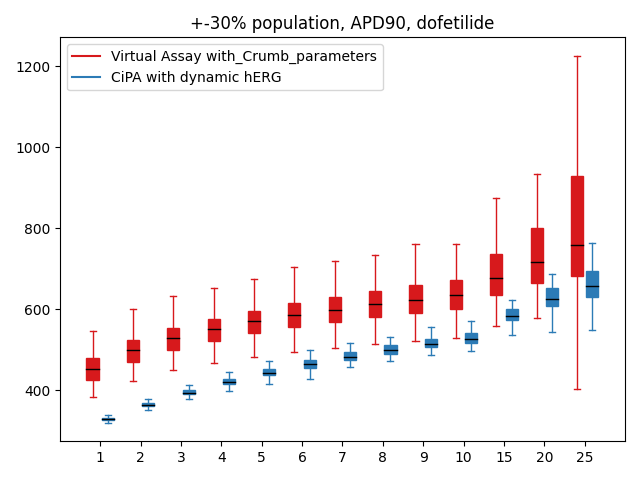 +-30% population, APD90, dofetilide
Virtual Assay with_Crumb_parameters
CiPA with dynamic hERG
1200
1000
800
600
400
1 2 3 4 5 6 7 8 9 10 15 20 25